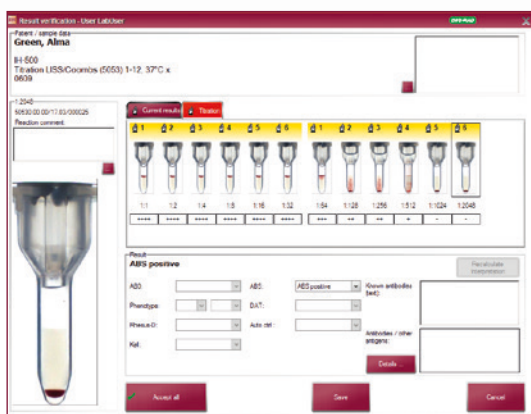 Result verification - User LabUser
BIO-RAD
Patient / sample data
Green, Alma
IH-500
Titration LISS/Coombs (5053) 1-12, 37°C x
8609
1:2048
Reaction comment:
Current results
Titration
1 2 3 4 5 6 1 2 3 4 5 6
1:1 1:2 1:4 1:8 1:16 1:32 1:64 1:128 1:256 1:512 1:1024 1:2048
++++ ++++ ++++ ++++ ++++ ++++ +++ ++ ++ + - -
Result
ABS positive
Recalculate
interpretation
ABO:
ABS:
ABS positive
Known antibodies
(text):
Phenotype:
DAT:
Rhesus-D:
Auto ctrl :
Antibodies / other
antigens:
Kell:
Details ...
Accept all
Save
Cancel